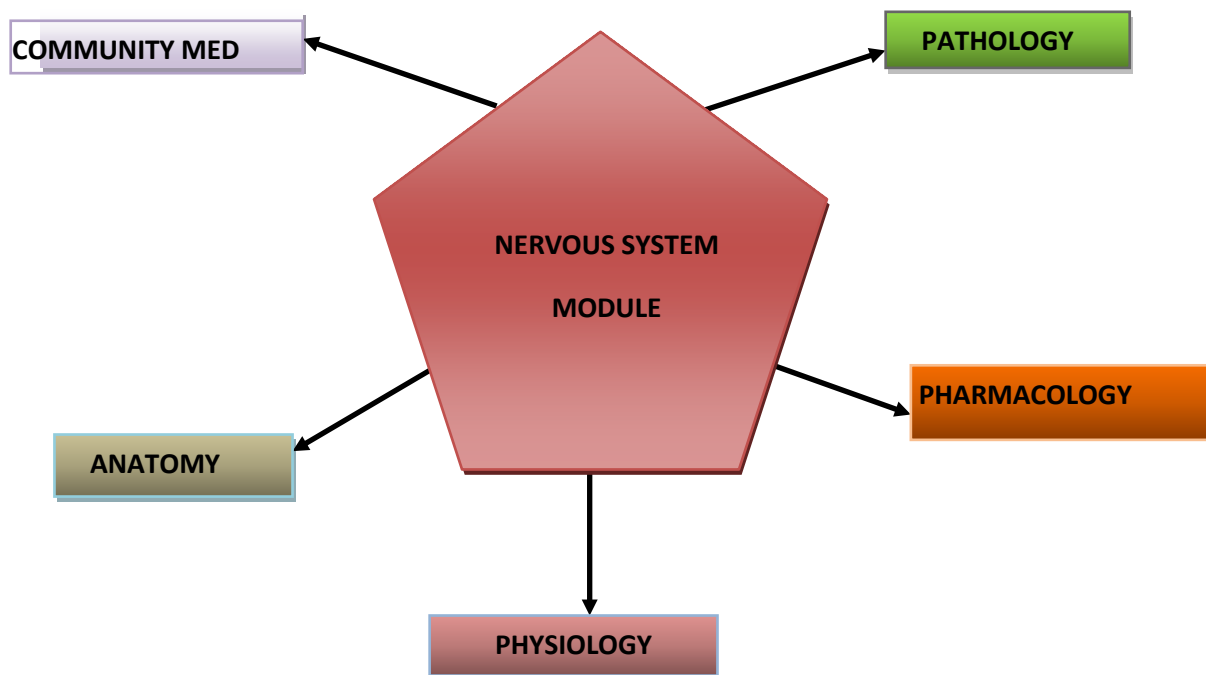 COMMUNITY MED
PATHOLOGY
NERVOUS SYSTEM
MODULE
PHARMACOLOGY
ANATOMY
PHYSIOLOGY